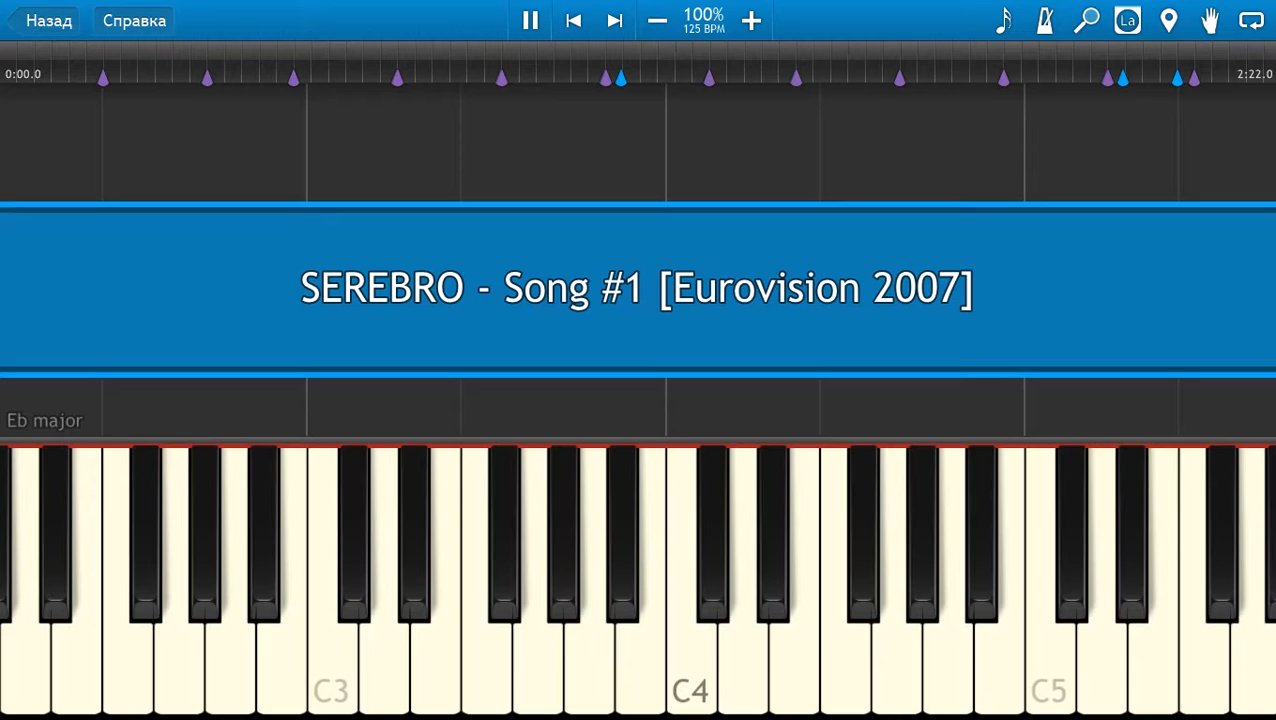 Назад
Справка
100%
125 BPM
La
0:00.0
2:22.0
SEREBRO - Song #1 [Eurovision 2007]
Eb major
C3
C4
C5